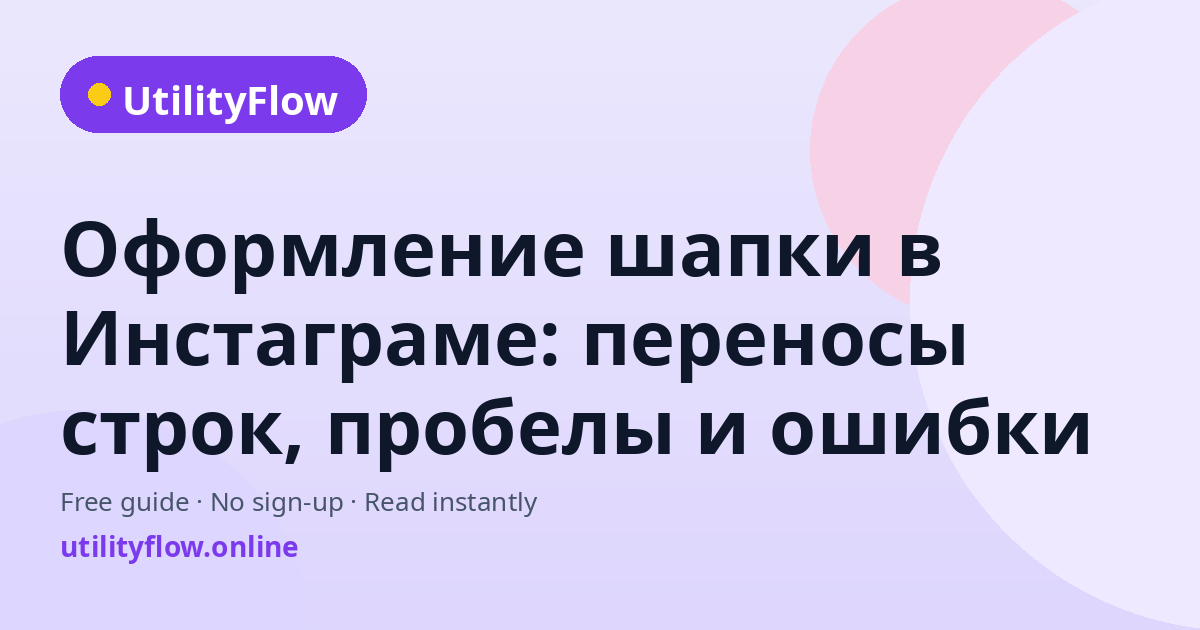 UtilityFlow
Оформление шапки в
Инстаграме: переносы
строк, пробелы и ошибки
Free guide · No sign-up · Read instantly
utilityflow.online